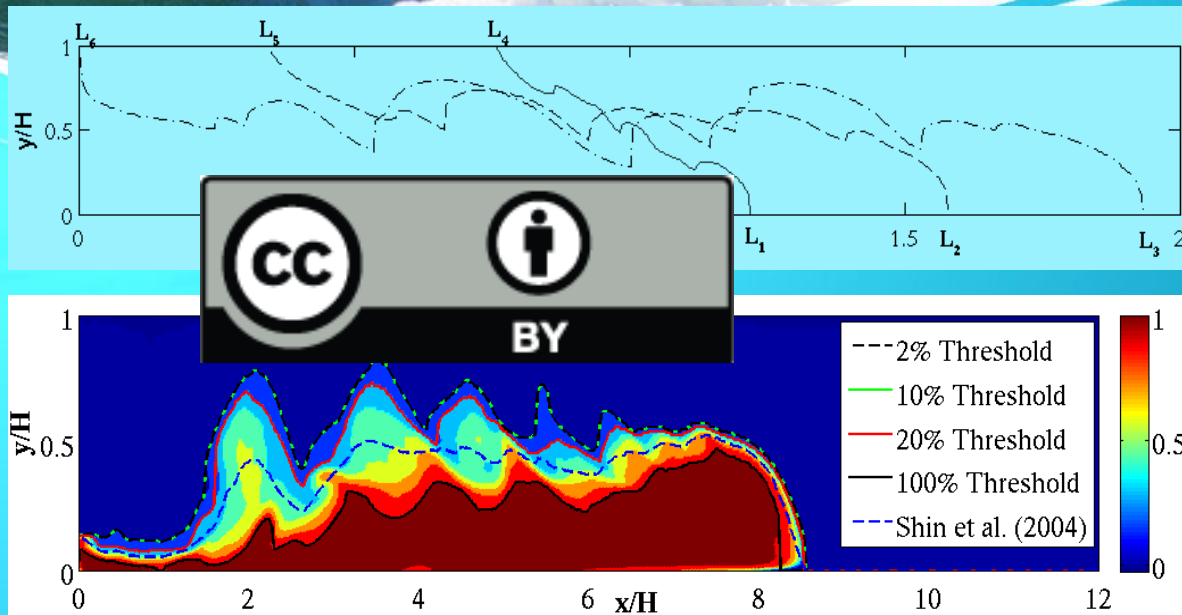 L6 L5 L4
1
y/H
0.5
0
0 1.5 2
L1 L2 L3
CC
BY
1
y/H
0.5
0
0 2 4 6 8 10 12
x/H
2% Threshold
10% Threshold
20% Threshold
100% Threshold
Shin et al. (2004)
1
0.5
0